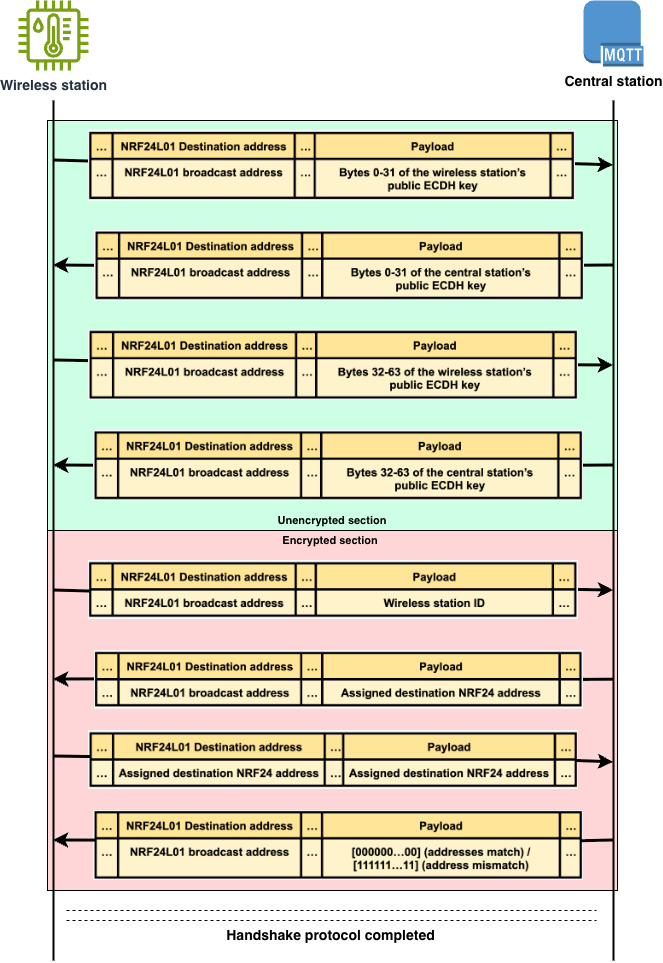 MQTT
Wireless station
Central station
... NRF24L01 Destination address ... Payload ...
... NRF24L01 broadcast address ... Bytes 0-31 of the wireless station's ...
public ECDH key
... NRF24L01 Destination address ... Payload ...
... NRF24L01 broadcast address ... Bytes 0-31 of the central station's ...
public ECDH key
... NRF24L01 Destination address ... Payload ...
... NRF24L01 broadcast address ... Bytes 32-63 of the wireless station's ...
public ECDH key
... NRF24L01 Destination address ... Payload ...
... NRF24L01 broadcast address ... Bytes 32-63 of the central station's ...
public ECDH key
Unencrypted section
Encrypted section
... NRF24L01 Destination address ... Payload ...
... NRF24L01 broadcast address ... Wireless station ID ...
... NRF24L01 Destination address ... Payload ...
... NRF24L01 broadcast address ... Assigned destination NRF24 address ...
... NRF24L01 Destination address ... Payload ...
... Assigned destination NRF24 address ... Assigned destination NRF24 address ...
... NRF24L01 Destination address ... Payload ...
... NRF24L01 broadcast address ... [000000...00] (addresses match) / ...
[111111...11] (address mismatch)
Handshake protocol completed